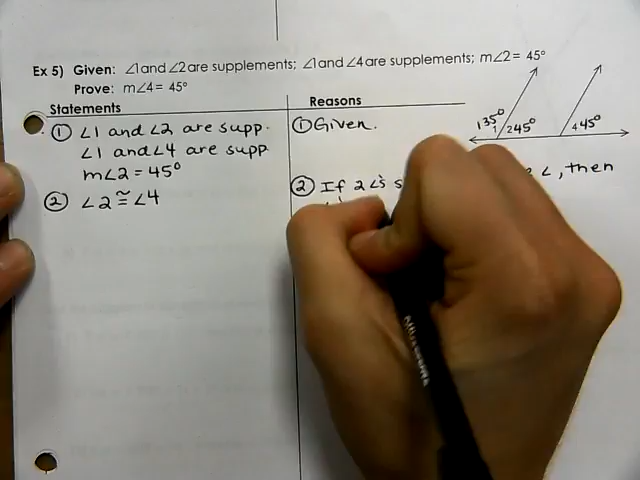 Ex 5) Given: ∠1 and ∠2 are supplements; ∠1 and ∠4 are supplements; m∠2 = 45°
Prove: m∠4 = 45°
Statements
Reasons
① ∠1 and ∠2 are supp.
∠1 and ∠4 are supp
m∠2 = 45°
② ∠2 ≅ ∠4
① Given.
② If 2 ∠'s
∠, then
135°
1
2 45°
4 45°